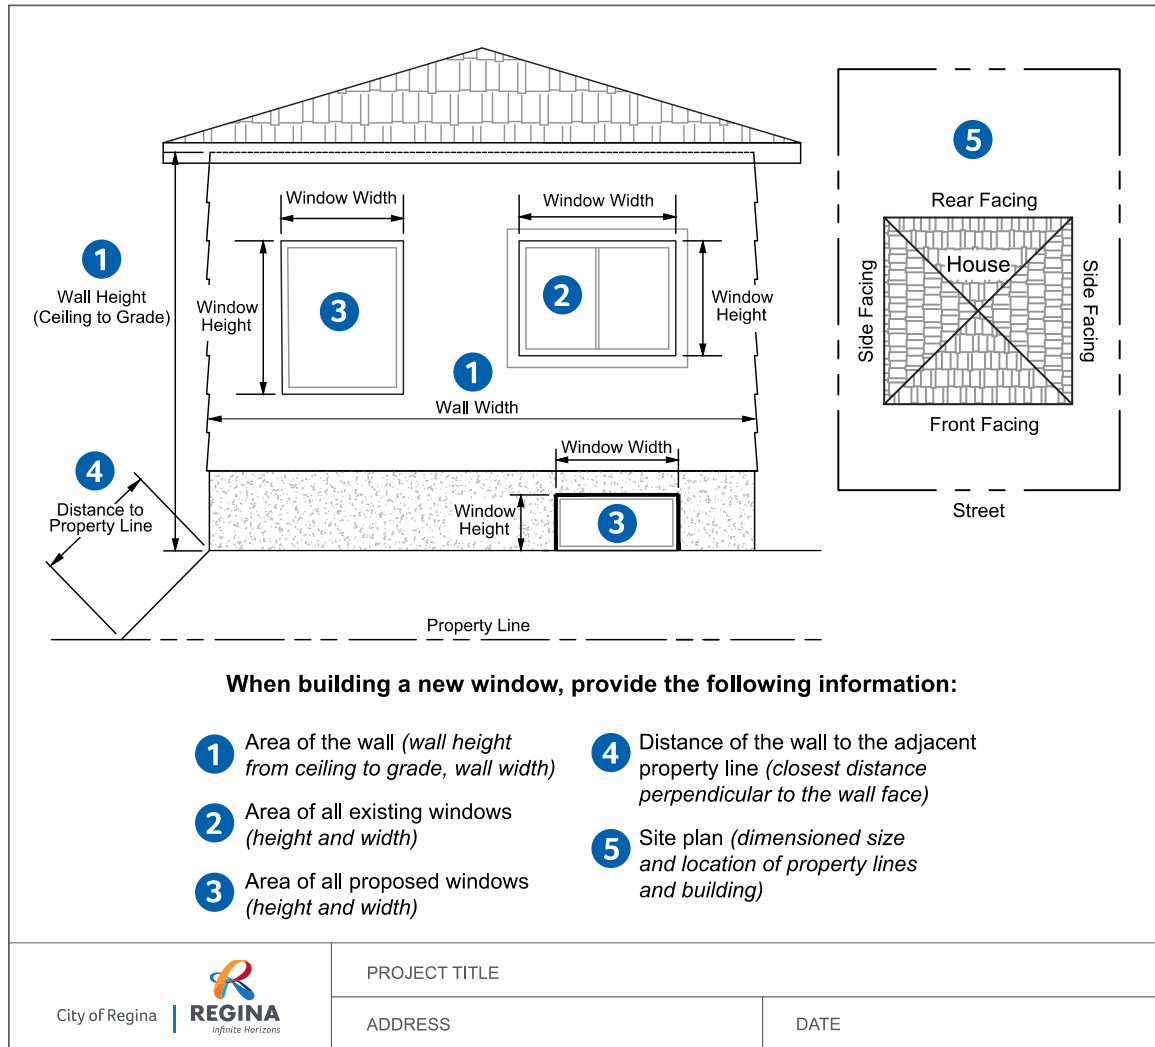 Window Width
Window Width
5
Rear Facing
1
Wall Height
(Ceiling to Grade)
Window
Height
3
2
Window
Height
House
Side Facing
Side Facing
1
Wall Width
Front Facing
Window Width
4
Distance to
Property Line
Window
Height
3
Street
Property Line
When building a new window, provide the following information:
1 Area of the wall (wall height
from ceiling to grade, wall width)
2 Area of all existing windows
(height and width)
3 Area of all proposed windows
(height and width)
4 Distance of the wall to the adjacent
property line (closest distance
perpendicular to the wall face)
5 Site plan (dimensioned size
and location of property lines
and building)
City of Regina
REGINA
Infinite Horizons
PROJECT TITLE
ADDRESS
DATE